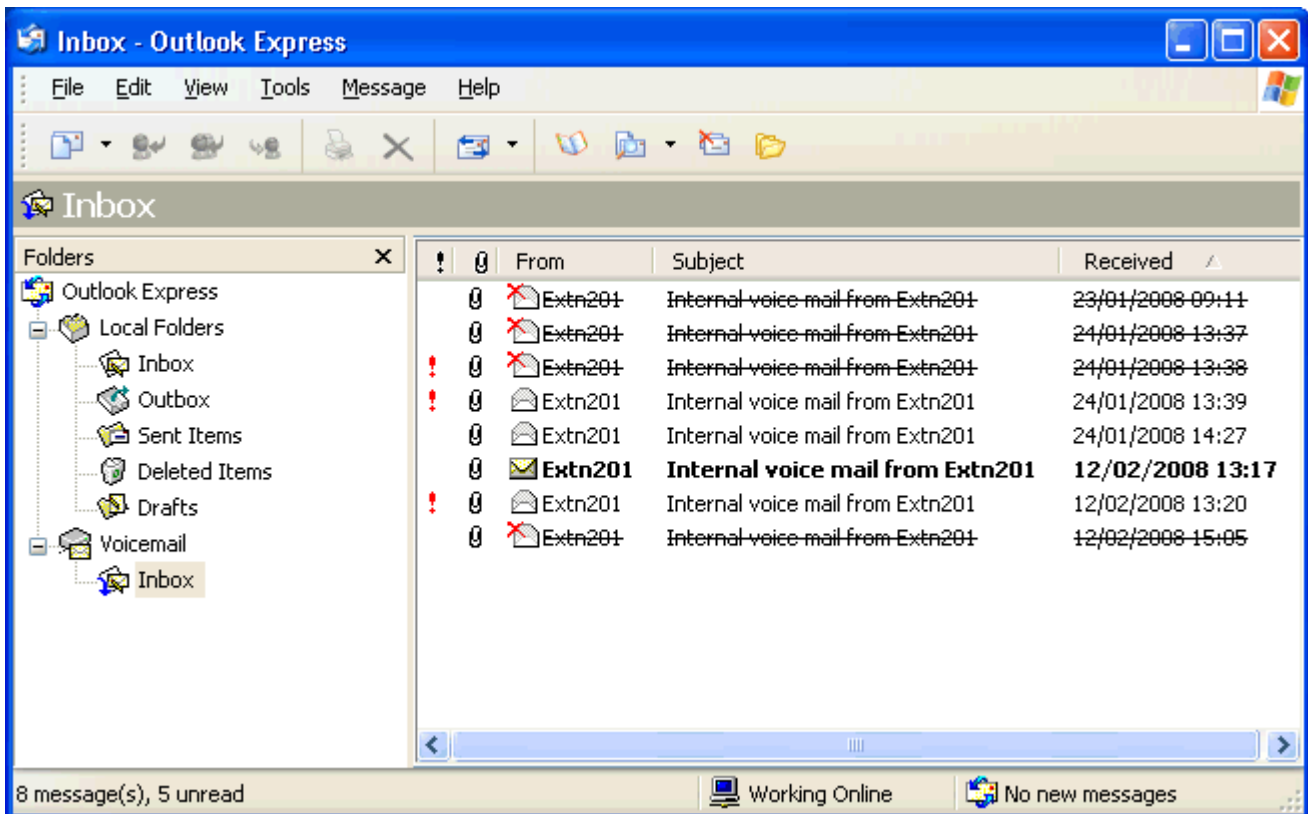 Inbox - Outlook Express
File Edit View Tools Message Help
Inbox
Folders x
! From Subject Received
Outlook Express
Local Folders
Inbox
Outbox
Sent Items
Deleted Items
Drafts
Voicemail
Inbox
Extn201 Internal voice mail from Extn201 23/01/2008 09:11
Extn201 Internal voice mail from Extn201 24/01/2008 13:37
! Extn201 Internal voice mail from Extn201 24/01/2008 13:38
! Extn201 Internal voice mail from Extn201 24/01/2008 13:39
Extn201 Internal voice mail from Extn201 24/01/2008 14:27
Extn201 Internal voice mail from Extn201 12/02/2008 13:17
! Extn201 Internal voice mail from Extn201 12/02/2008 13:20
Extn201 Internal voice mail from Extn201 12/02/2008 15:05
8 message(s), 5 unread Working Online No new messages